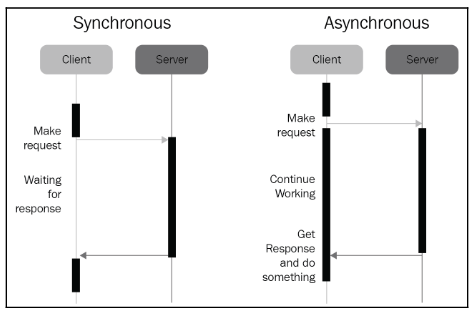 Synchronous
Client
Server
Make
request
Waiting
for
response
Asynchronous
Client
Server
Make
request
Continue
Working
Get
Response
and do
something